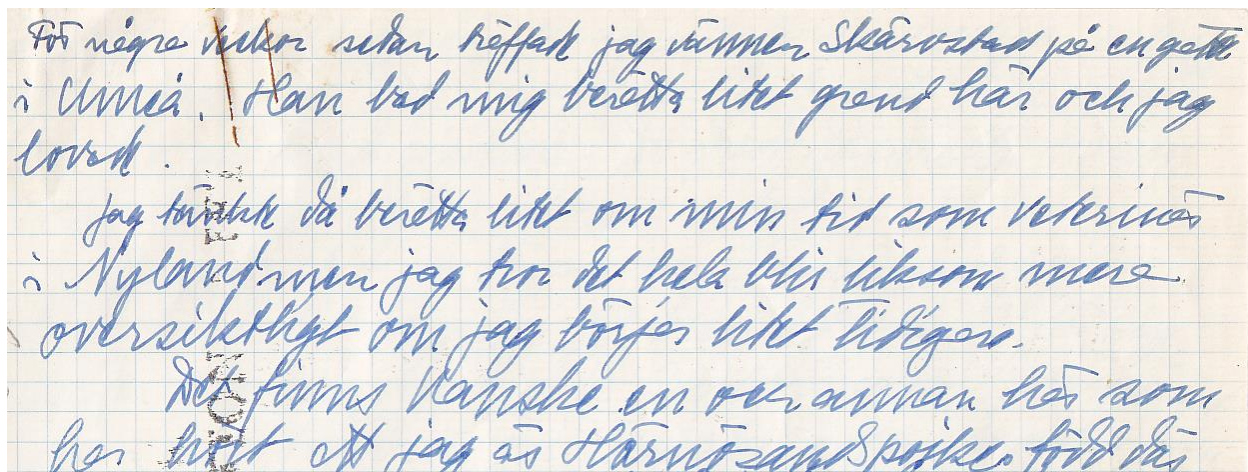 För några veckor sedan träffade jag vännen Skärvstad på en gata
i Umeå. Han bad mig berätta litet grand här och jag
lovade.
Jag tänkte då berätta litet om min tid som veterinär
i Nyland men jag tror det hela blir liksom mera
översiktligt om jag börjar litet tidigare.
Det finns kanske en och annan här som
har hört att jag är Härnösandspojke född där